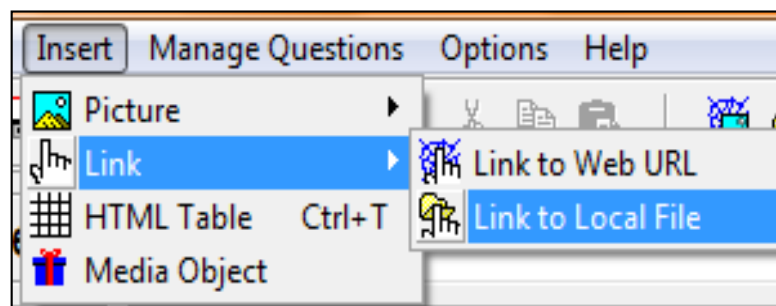 Insert Manage Questions Options Help
Picture
Link
HTML Table Ctrl+T
Media Object
Link to Web URL
Link to Local File